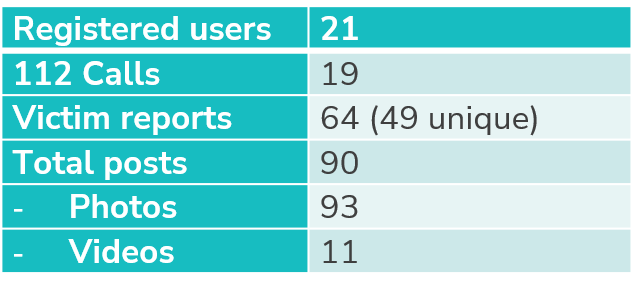 Registered users 21
112 Calls 19
Victim reports 64 (49 unique)
Total posts 90
- Photos 93
- Videos 11